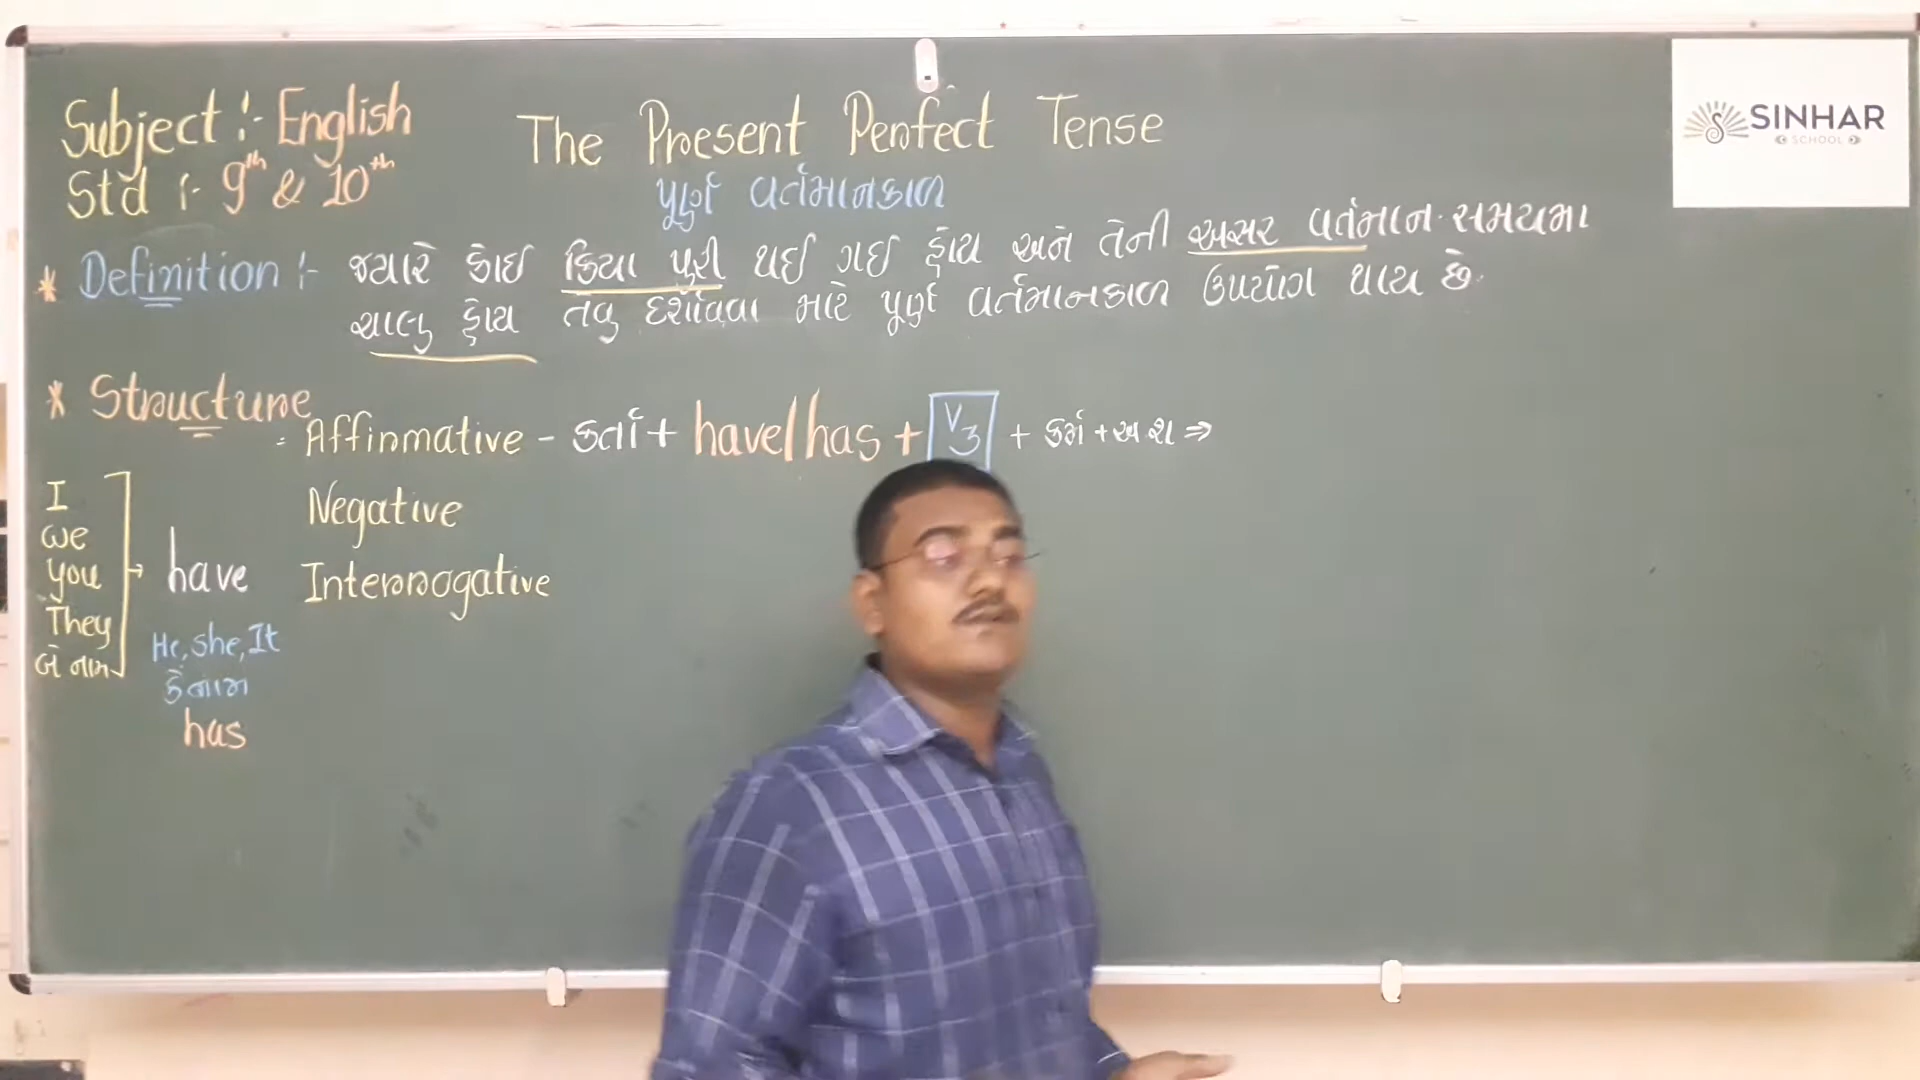 Subject :- English
Std :- 9th & 10th
The Present Perfect Tense
પૂર્ણ વર્તમાનકાળ
SINHAR
SCHOOL
* Definition :- જ્યારે કોઈ ક્રિયા પુરી થઈ ગઈ હોય અને તેની અસર વર્તમાન સમયમા
ચાલુ હોય તેવુ દર્શાવવા માટે પૂર્ણ વર્તમાનકાળ ઉપયોગ થાય છે.
* Structure
Affirmative - કર્તા + have/has + V3 + કર્મ + અ શ ⇒
Negative
Interrogative
I
we
you
They
બે નામ
→ have
He, She, It
કે નામ
has